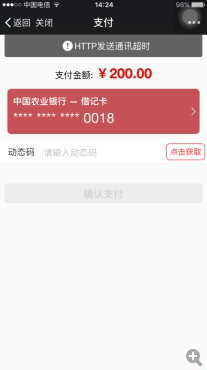 中国电信 14:24 98%
返回 关闭 支付
HTTP发送通讯超时
支付金额: ￥200.00
中国农业银行 － 借记卡
**** **** **** 0018
动态码 请输入动态码 点击获取
确认支付